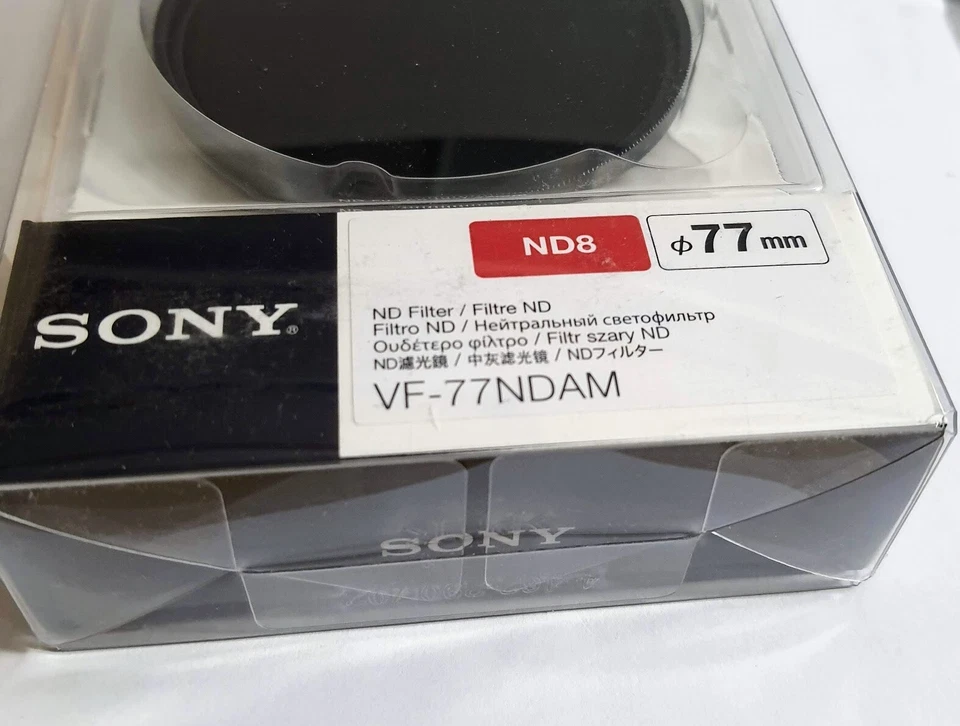 ND8
φ77 mm
SONY®
ND Filter / Filtre ND
Filtro ND / Нейтральный светофильтр
Ουδέτερο φίλτρο / Filtr szary ND
ND濾光鏡 / 中灰滤光镜 / NDフィルター
VF-77NDAM
SONY